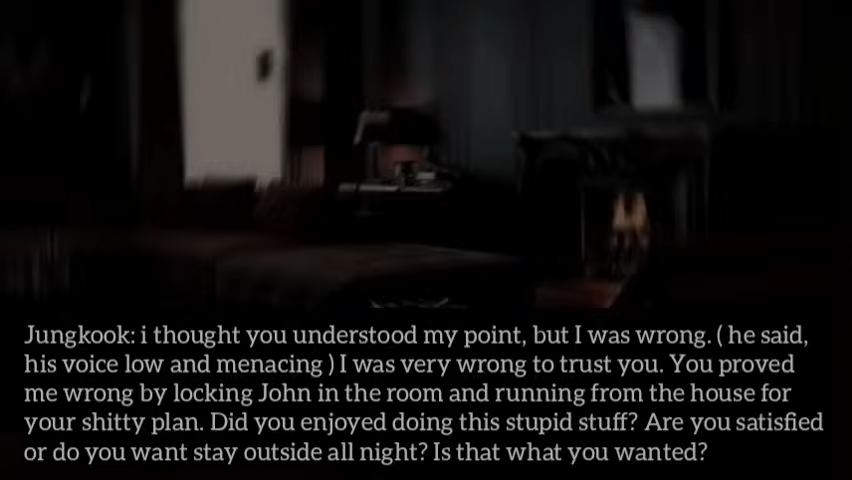 Jungkook: i thought you understood my point, but I was wrong. ( he said,
his voice low and menacing ) I was very wrong to trust you. You proved
me wrong by locking John in the room and running from the house for
your shitty plan. Did you enjoyed doing this stupid stuff? Are you satisfied
or do you want stay outside all night? Is that what you wanted?